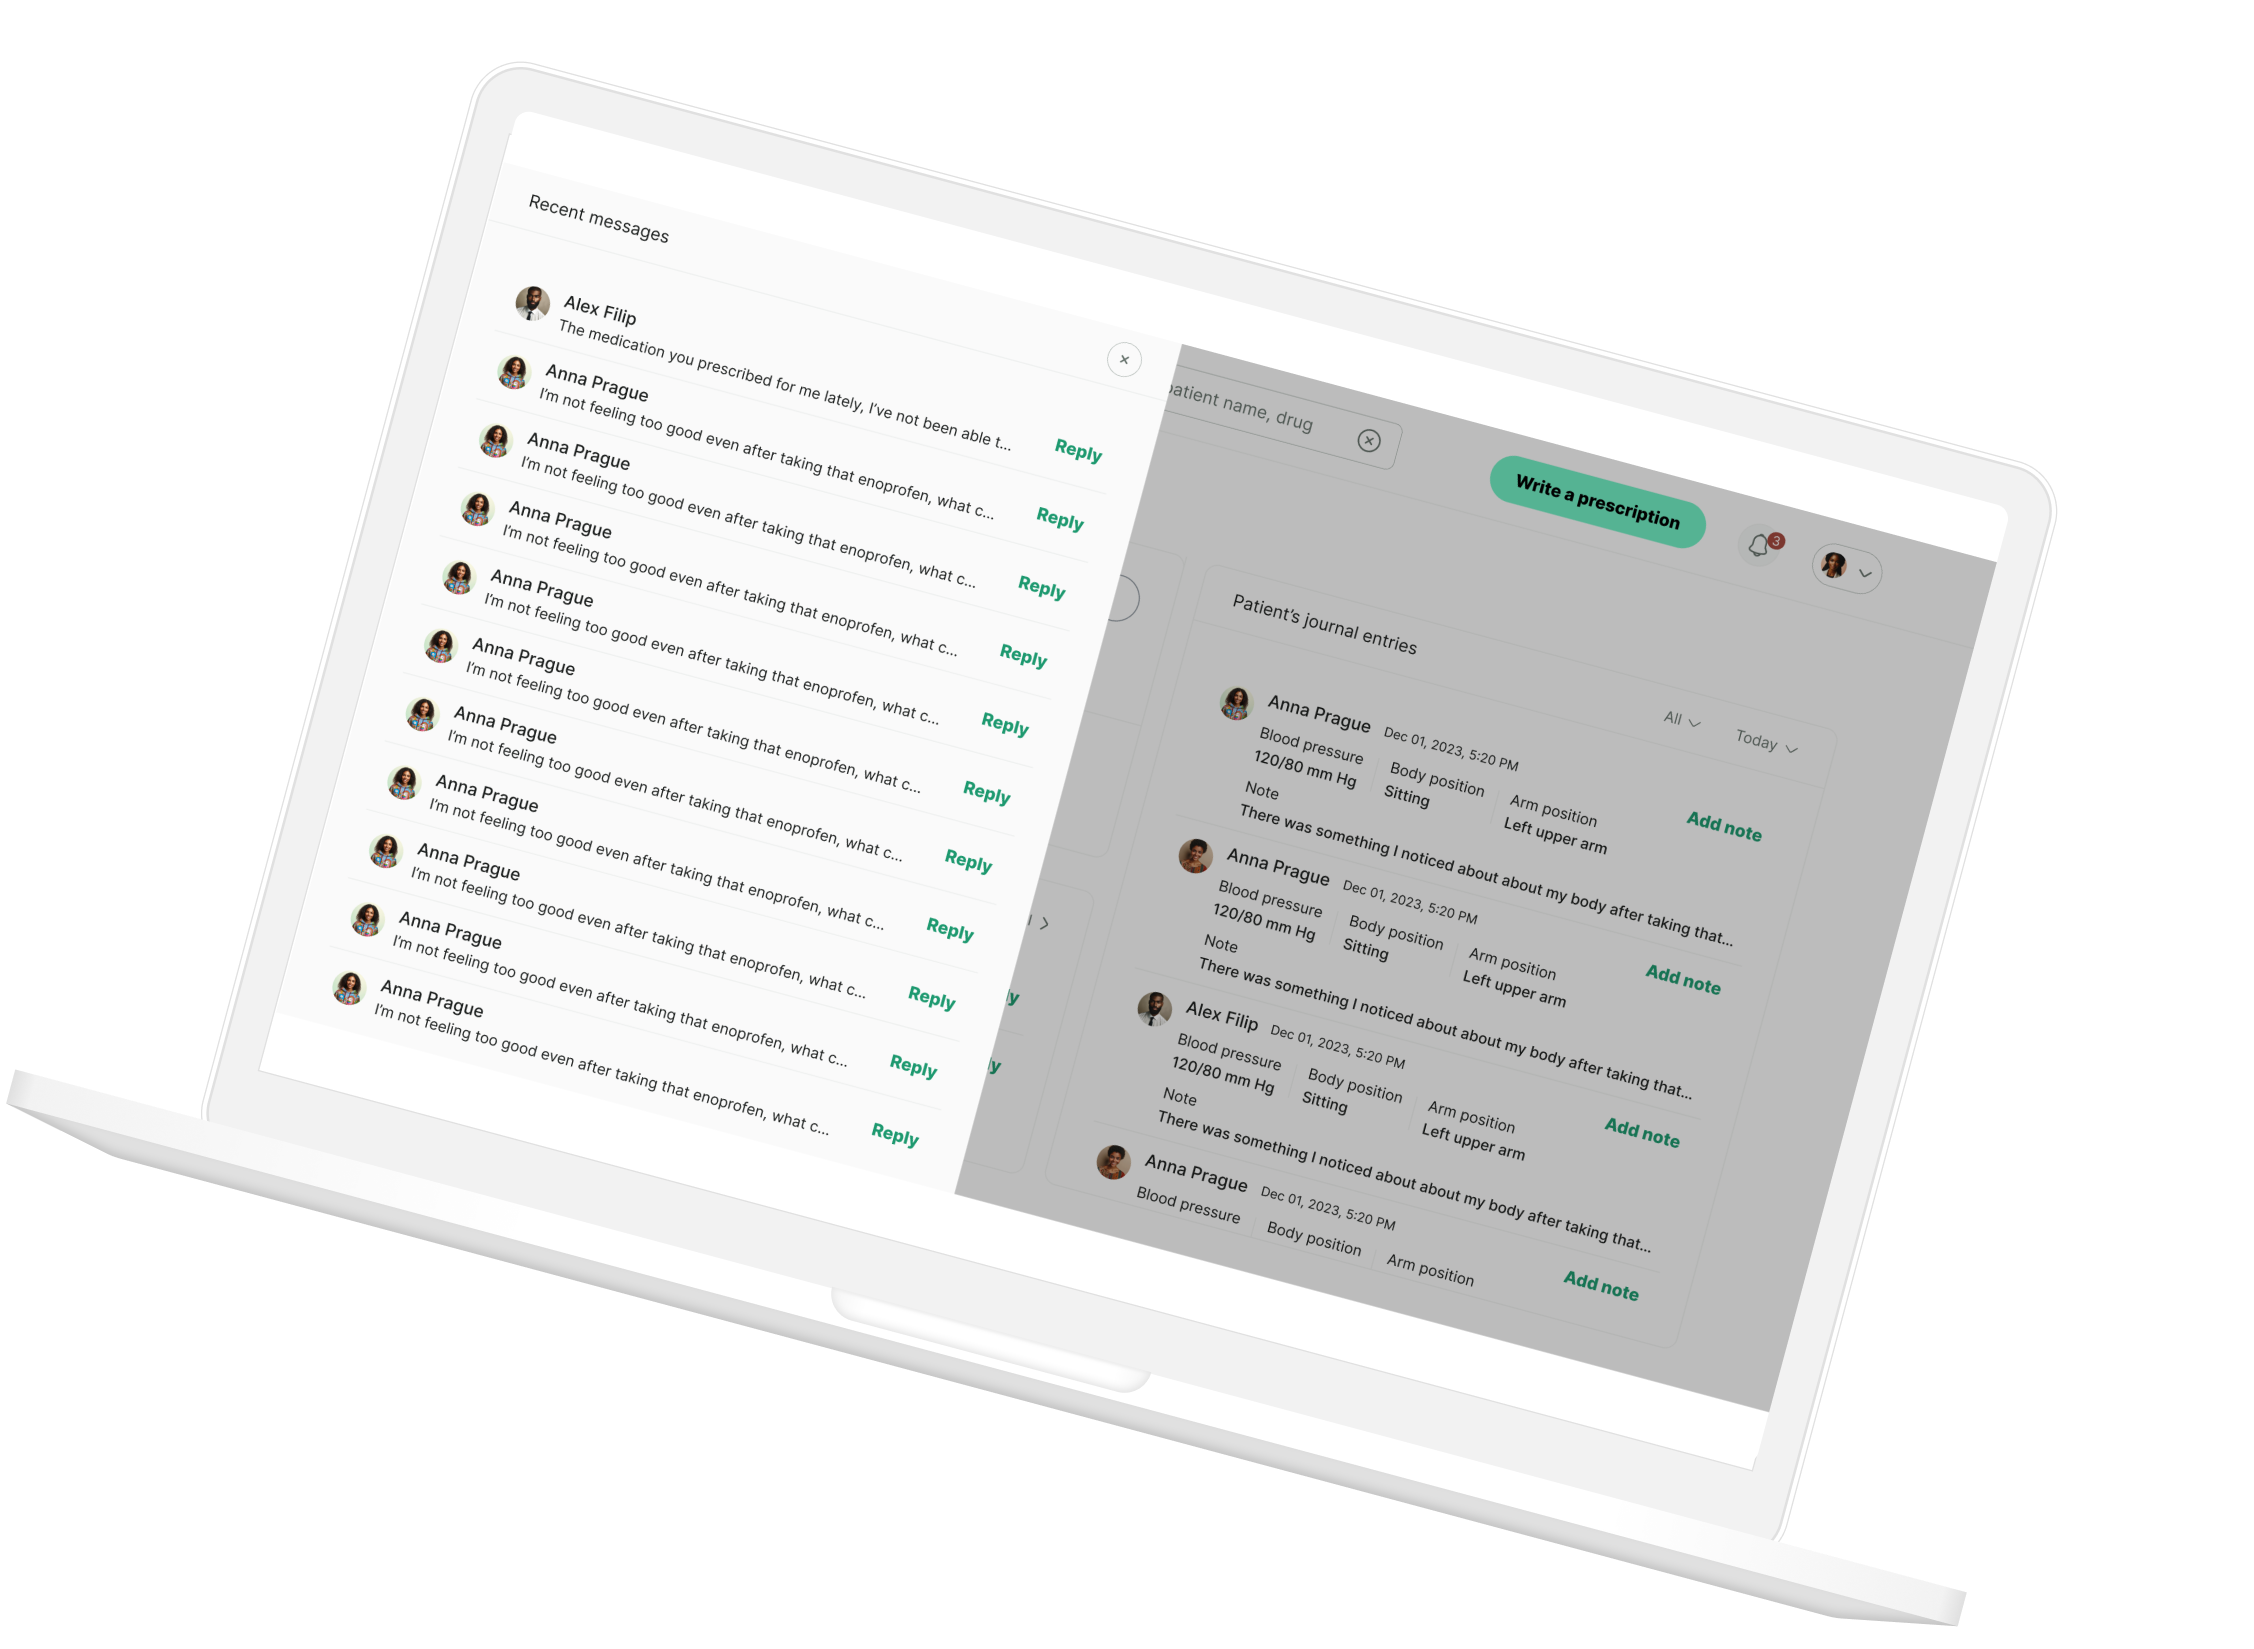 Recent messages
Alex Filip
The medication you prescribed for me lately, I've not been able t...
Reply
Anna Prague
I'm not feeling too good even after taking that enoprofen, what c...
Reply
Anna Prague
I'm not feeling too good even after taking that enoprofen, what c...
Reply
Anna Prague
I'm not feeling too good even after taking that enoprofen, what c...
Reply
Anna Prague
I'm not feeling too good even after taking that enoprofen, what c...
Reply
Anna Prague
I'm not feeling too good even after taking that enoprofen, what c...
Reply
Anna Prague
I'm not feeling too good even after taking that enoprofen, what c...
Reply
Anna Prague
I'm not feeling too good even after taking that enoprofen, what c...
Reply
Anna Prague
I'm not feeling too good even after taking that enoprofen, what c...
Reply
Anna Prague
I'm not feeling too good even after taking that enoprofen, what c...
Reply
Anna Prague
I'm not feeling too good even after taking that enoprofen, what c...
Reply
patient name, drug
Write a prescription
3
Patient's journal entries
All
Today
Anna Prague Dec 01, 2023, 5:20 PM
Blood pressure Body position Arm position
120/80 mm Hg Sitting Left upper arm
Add note
Note
There was something I noticed about about my body after taking that...
Anna Prague Dec 01, 2023, 5:20 PM
Blood pressure Body position Arm position
120/80 mm Hg Sitting Left upper arm
Add note
Note
There was something I noticed about about my body after taking that...
Alex Filip Dec 01, 2023, 5:20 PM
Blood pressure Body position Arm position
120/80 mm Hg Sitting Left upper arm
Add note
Note
There was something I noticed about about my body after taking that...
Anna Prague Dec 01, 2023, 5:20 PM
Blood pressure Body position Arm position
Add note